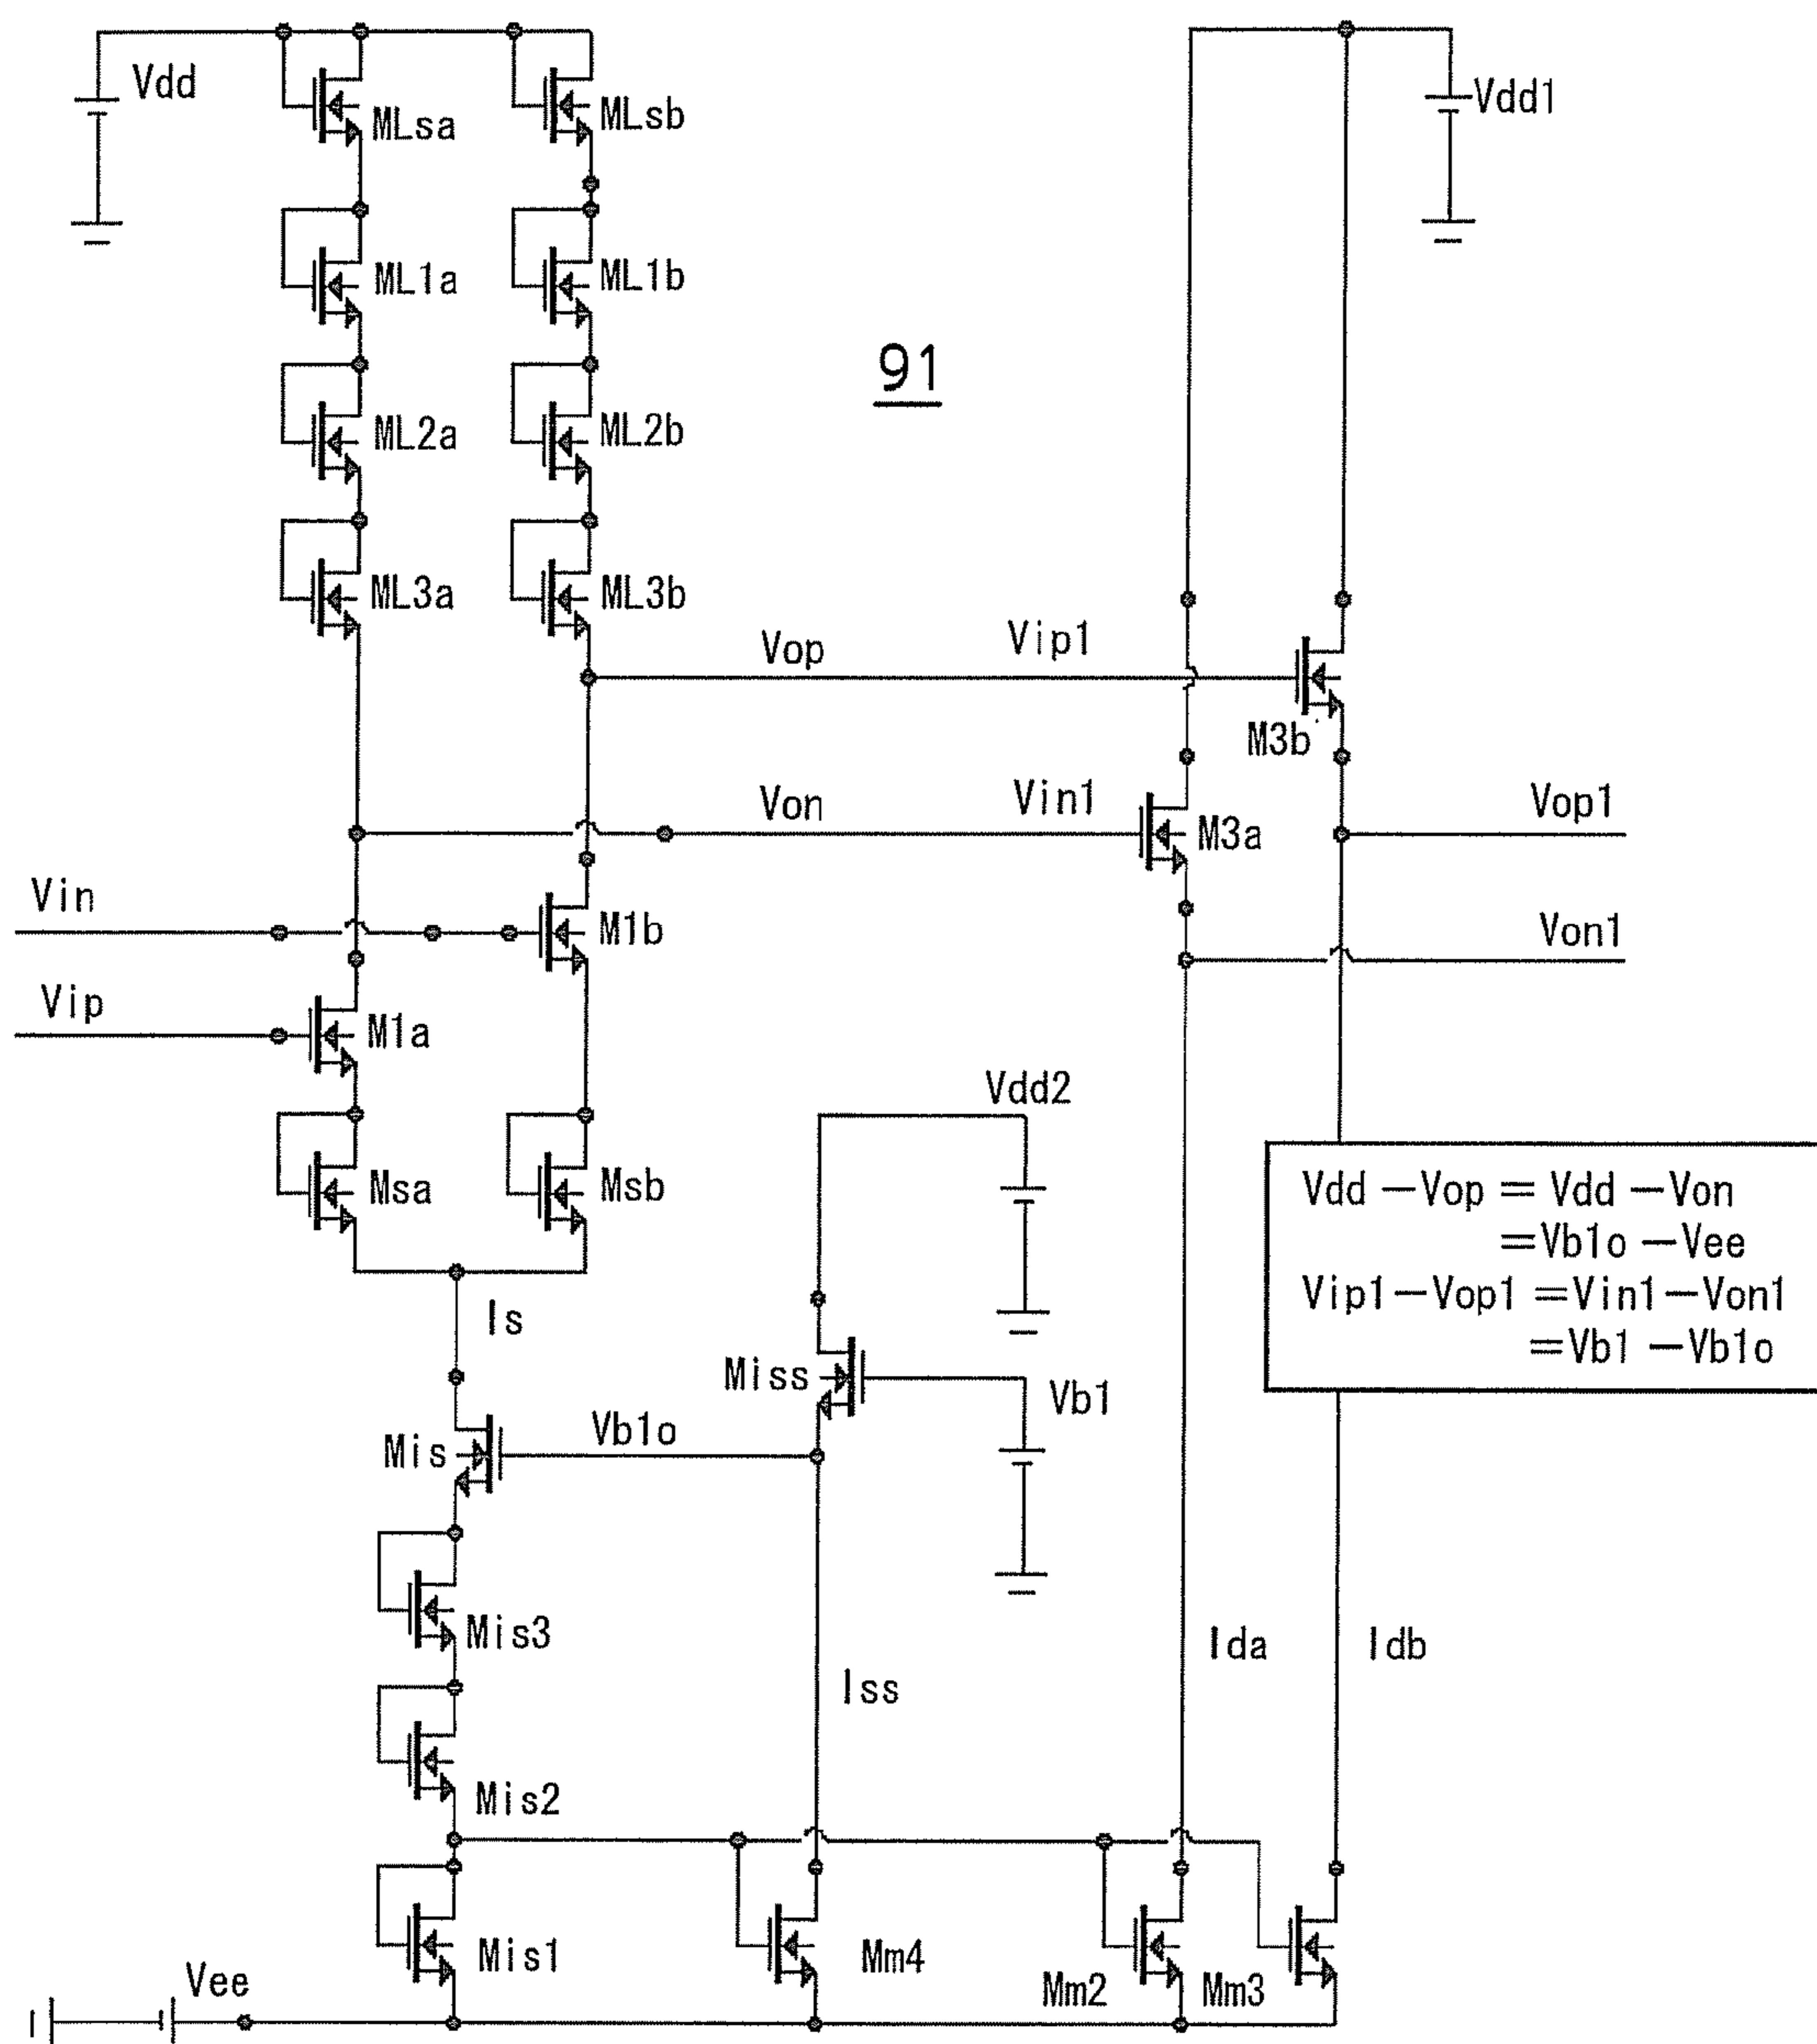 Vdd
MLsa
MLsb
Vdd1
ML1a
ML1b
91
ML2a
ML2b
ML3a
ML3b
Vop
Vip1
M3b
Von
Vin1
M3a
Vop1
Vin
M1b
Von1
Vip
M1a
Vdd2
Msa
Msb
Vdd －Vop ＝ Vdd －Von
＝Vb1o －Vee
Vip1－Vop1 ＝Vin1－Von1
＝Vb1 －Vb1o
Is
Miss
Vb1
Mis
Vb1o
Mis3
Iss
Ida
Idb
Mis2
Mis1
Mm4
Mm2
Mm3
Vee